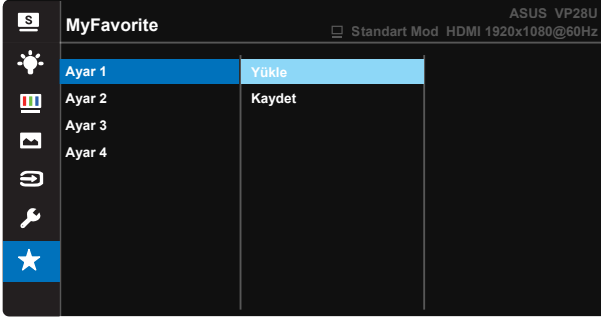 S
MyFavorite
ASUS VP28U
Standart Mod HDMI 1920x1080@60Hz
Ayar 1
Yükle
Ayar 2
Kaydet
Ayar 3
Ayar 4